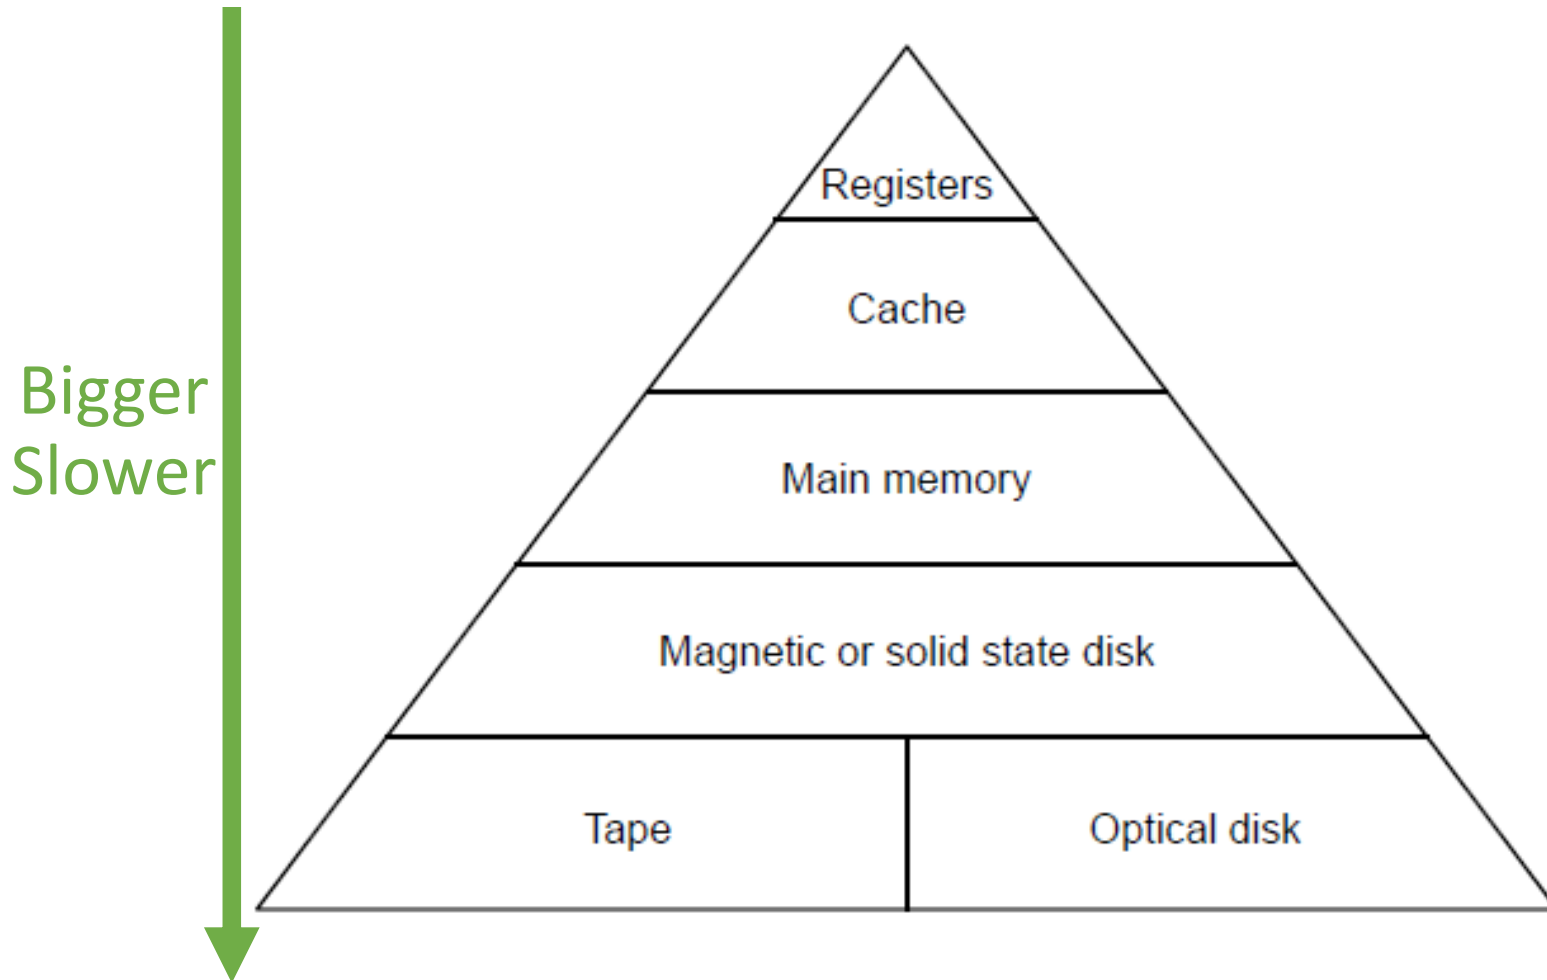 Registers
Cache
Bigger
Slower
Main memory
Magnetic or solid state disk
Tape
Optical disk